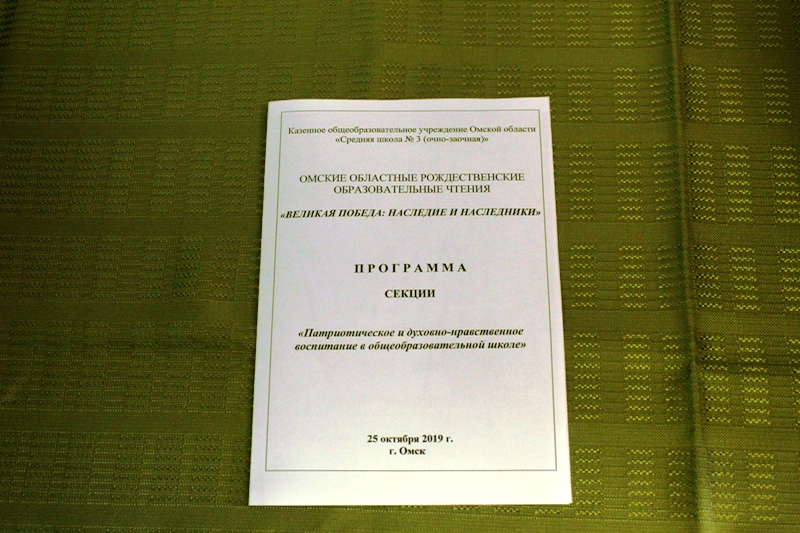 Казенное общеобразовательное учреждение Омской области
«Средняя школа № 3 (очно-заочная)»
ОМСКИЕ ОБЛАСТНЫЕ РОЖДЕСТВЕНСКИЕ
ОБРАЗОВАТЕЛЬНЫЕ ЧТЕНИЯ
«ВЕЛИКАЯ ПОБЕДА: НАСЛЕДИЕ И НАСЛЕДНИКИ»
П Р О Г Р А М М А
СЕКЦИИ
«Патриотическое и духовно-нравственное
воспитание в общеобразовательной школе»
25 октября 2019 г.
г. Омск